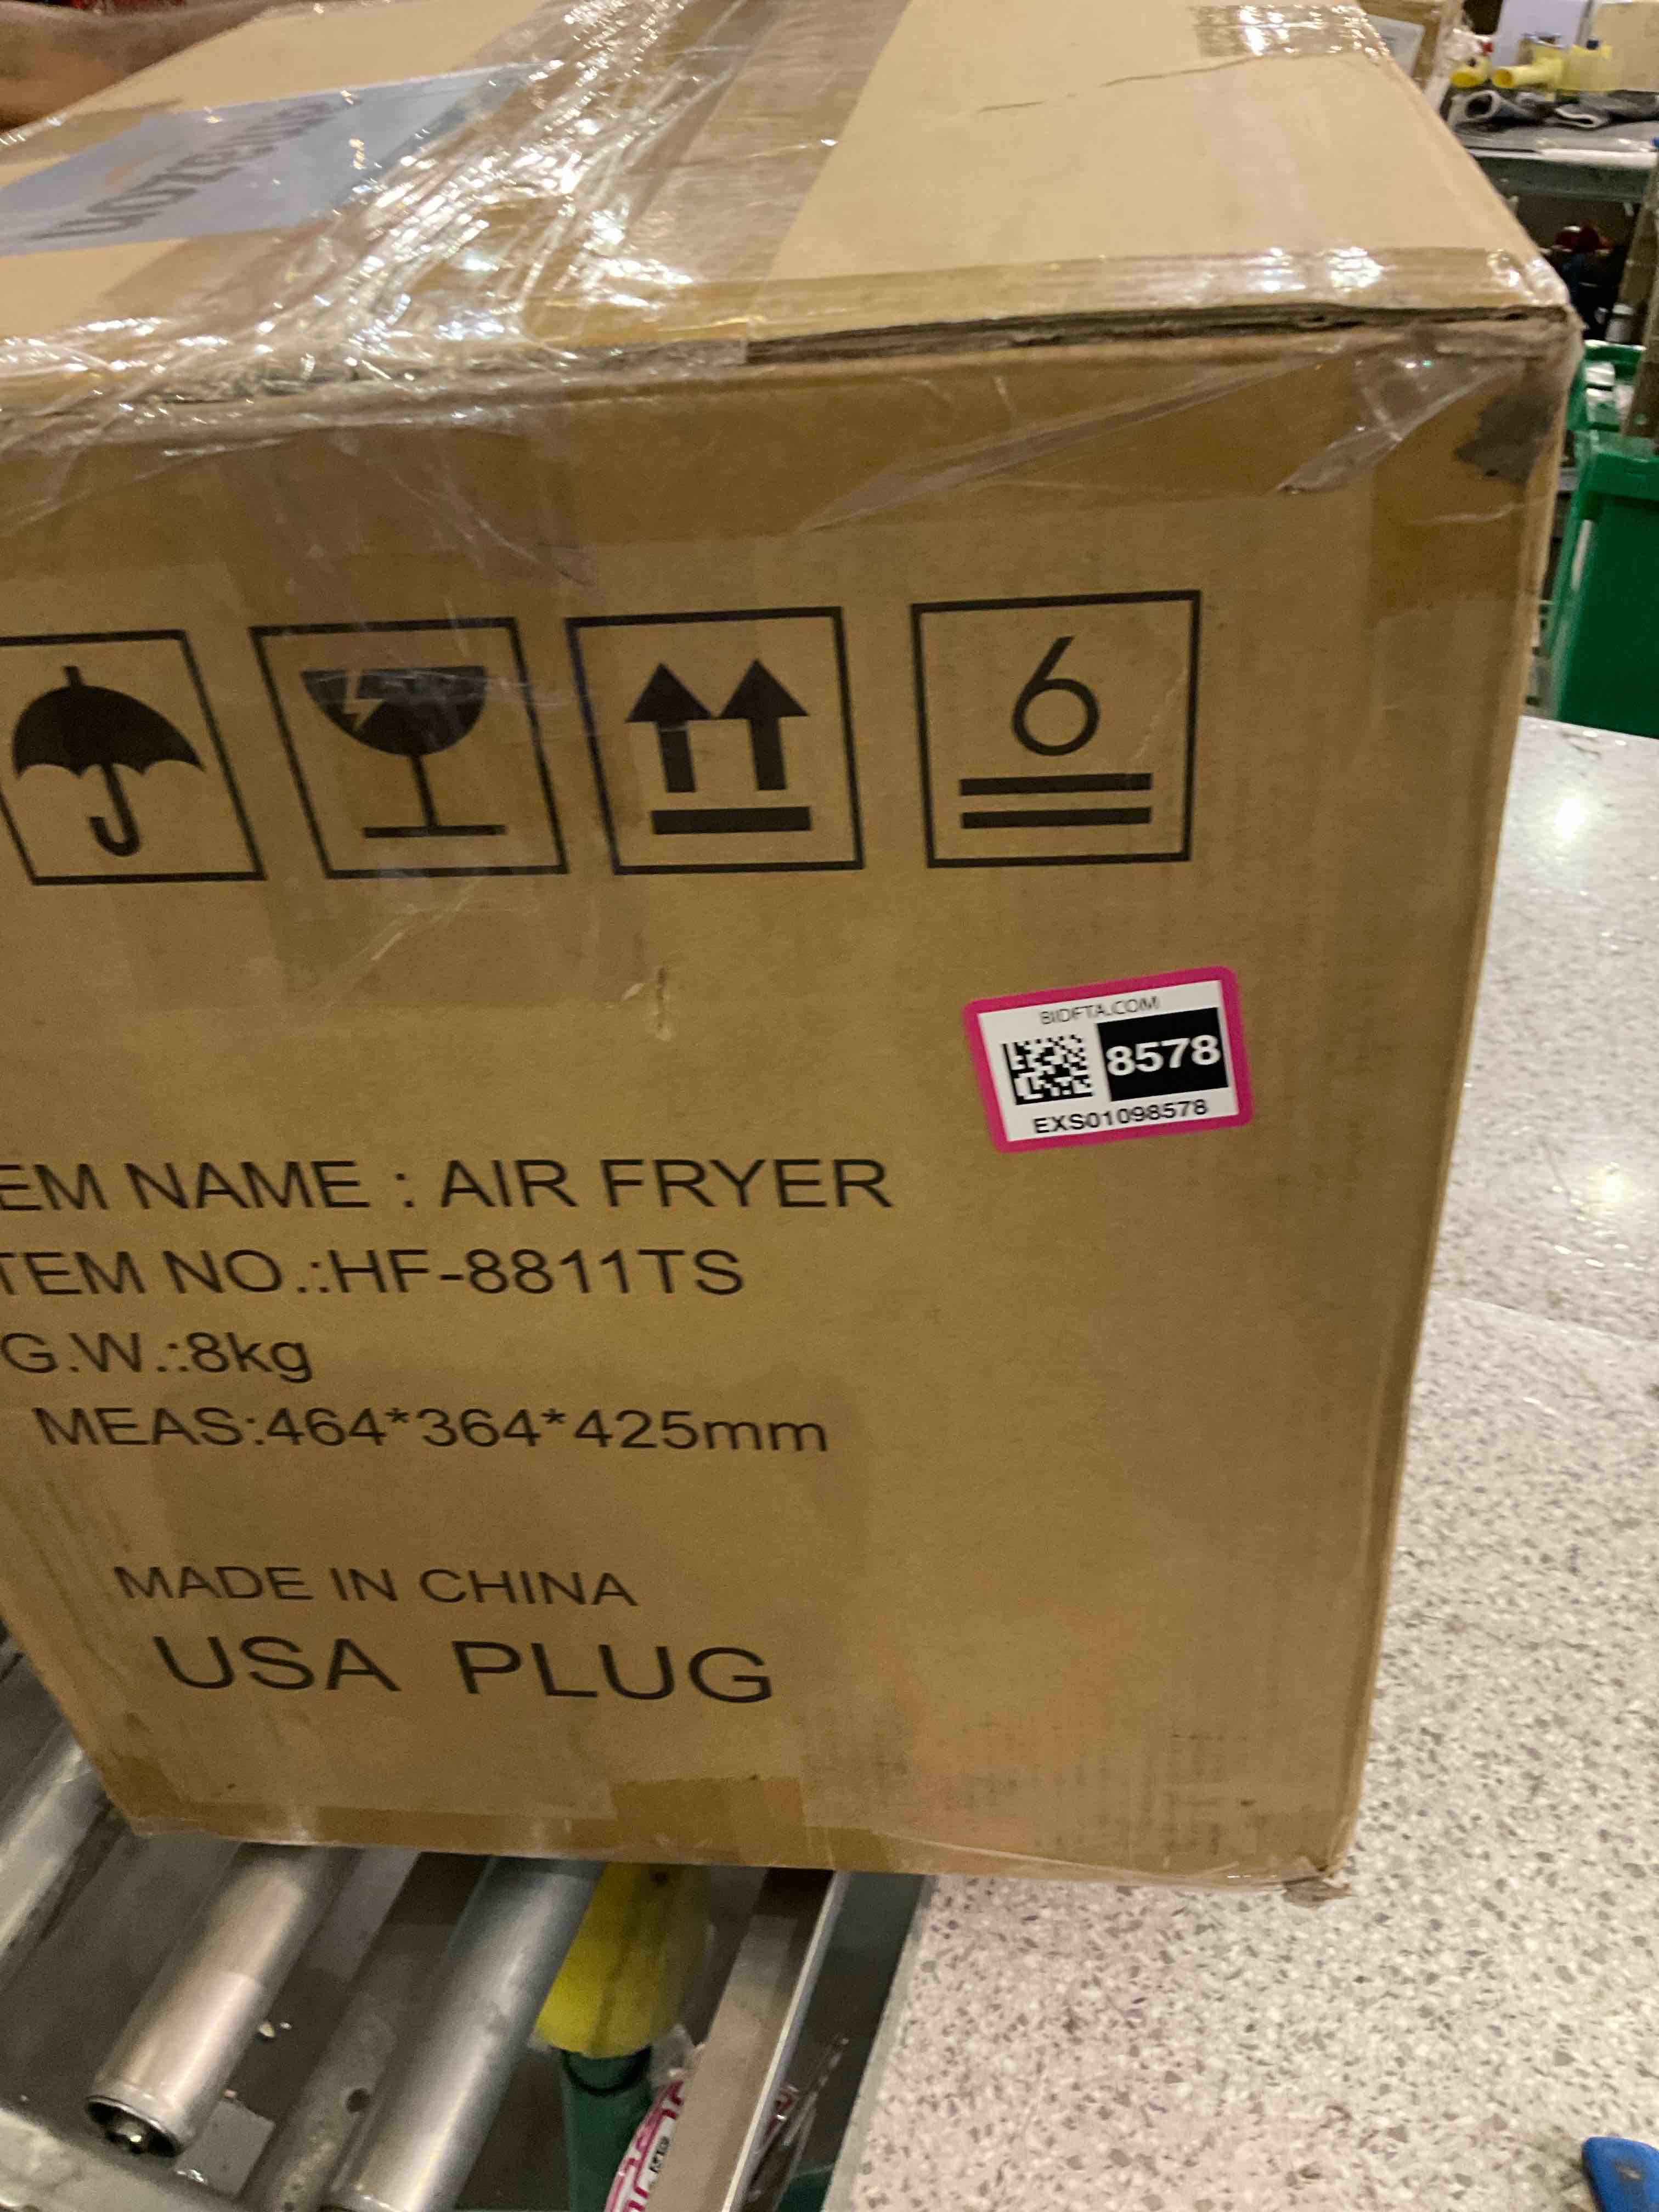 6
BIDFTA.COM
8578
EXS01098578
EM NAME : AIR FRYER
TEM NO.:HF-8811TS
G.W.:8kg
MEAS:464*364*425mm
MADE IN CHINA
USA PLUG